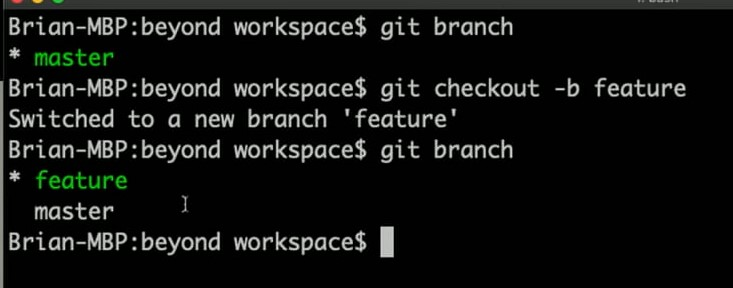 Brian-MBP:beyond workspace$ git branch
* master
Brian-MBP:beyond workspace$ git checkout -b feature
Switched to a new branch 'feature'
Brian-MBP:beyond workspace$ git branch
* feature
  master
Brian-MBP:beyond workspace$